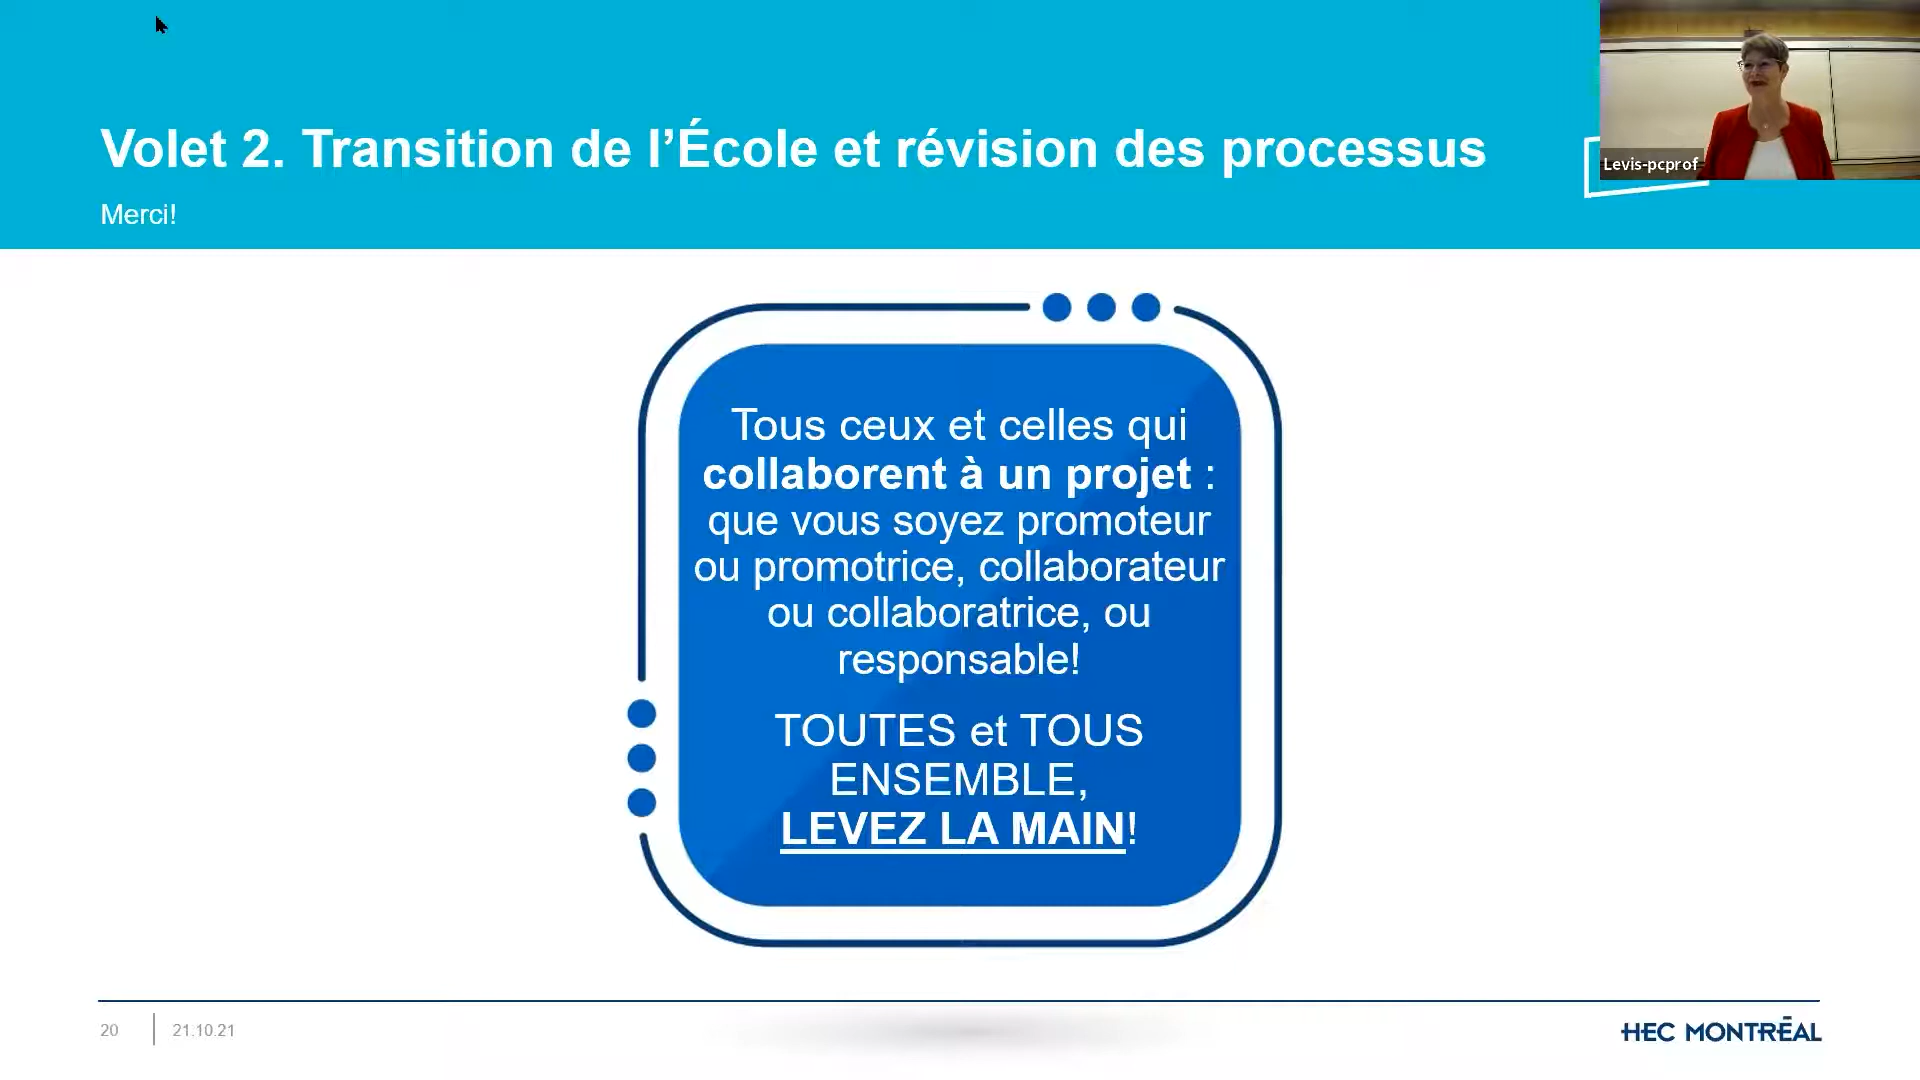 Volet 2. Transition de l’École et révision des processus
Merci!
Levis-pcprof
Tous ceux et celles qui
collaborent à un projet :
que vous soyez promoteur
ou promotrice, collaborateur
ou collaboratrice, ou
responsable!
TOUTES et TOUS
ENSEMBLE,
LEVEZ LA MAIN!
20
21.10.21
HEC MONTRÉAL